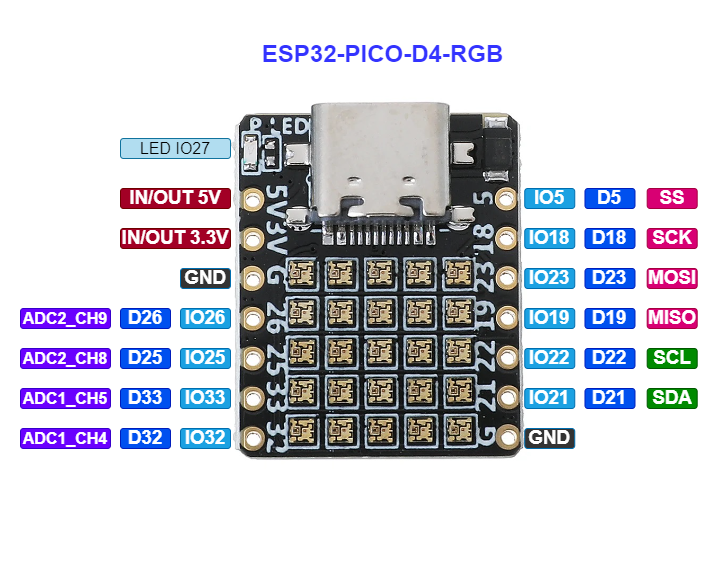 ESP32-PICO-D4-RGB
P LED
LED IO27
IN/OUT 5V 5V 5 IO5 D5 SS
IN/OUT 3.3V 3V 18 IO18 D18 SCK
GND G 23 IO23 D23 MOSI
ADC2_CH9 D26 IO26 26 19 IO19 D19 MISO
ADC2_CH8 D25 IO25 25 22 IO22 D22 SCL
ADC1_CH5 D33 IO33 33 21 IO21 D21 SDA
ADC1_CH4 D32 IO32 32 G GND